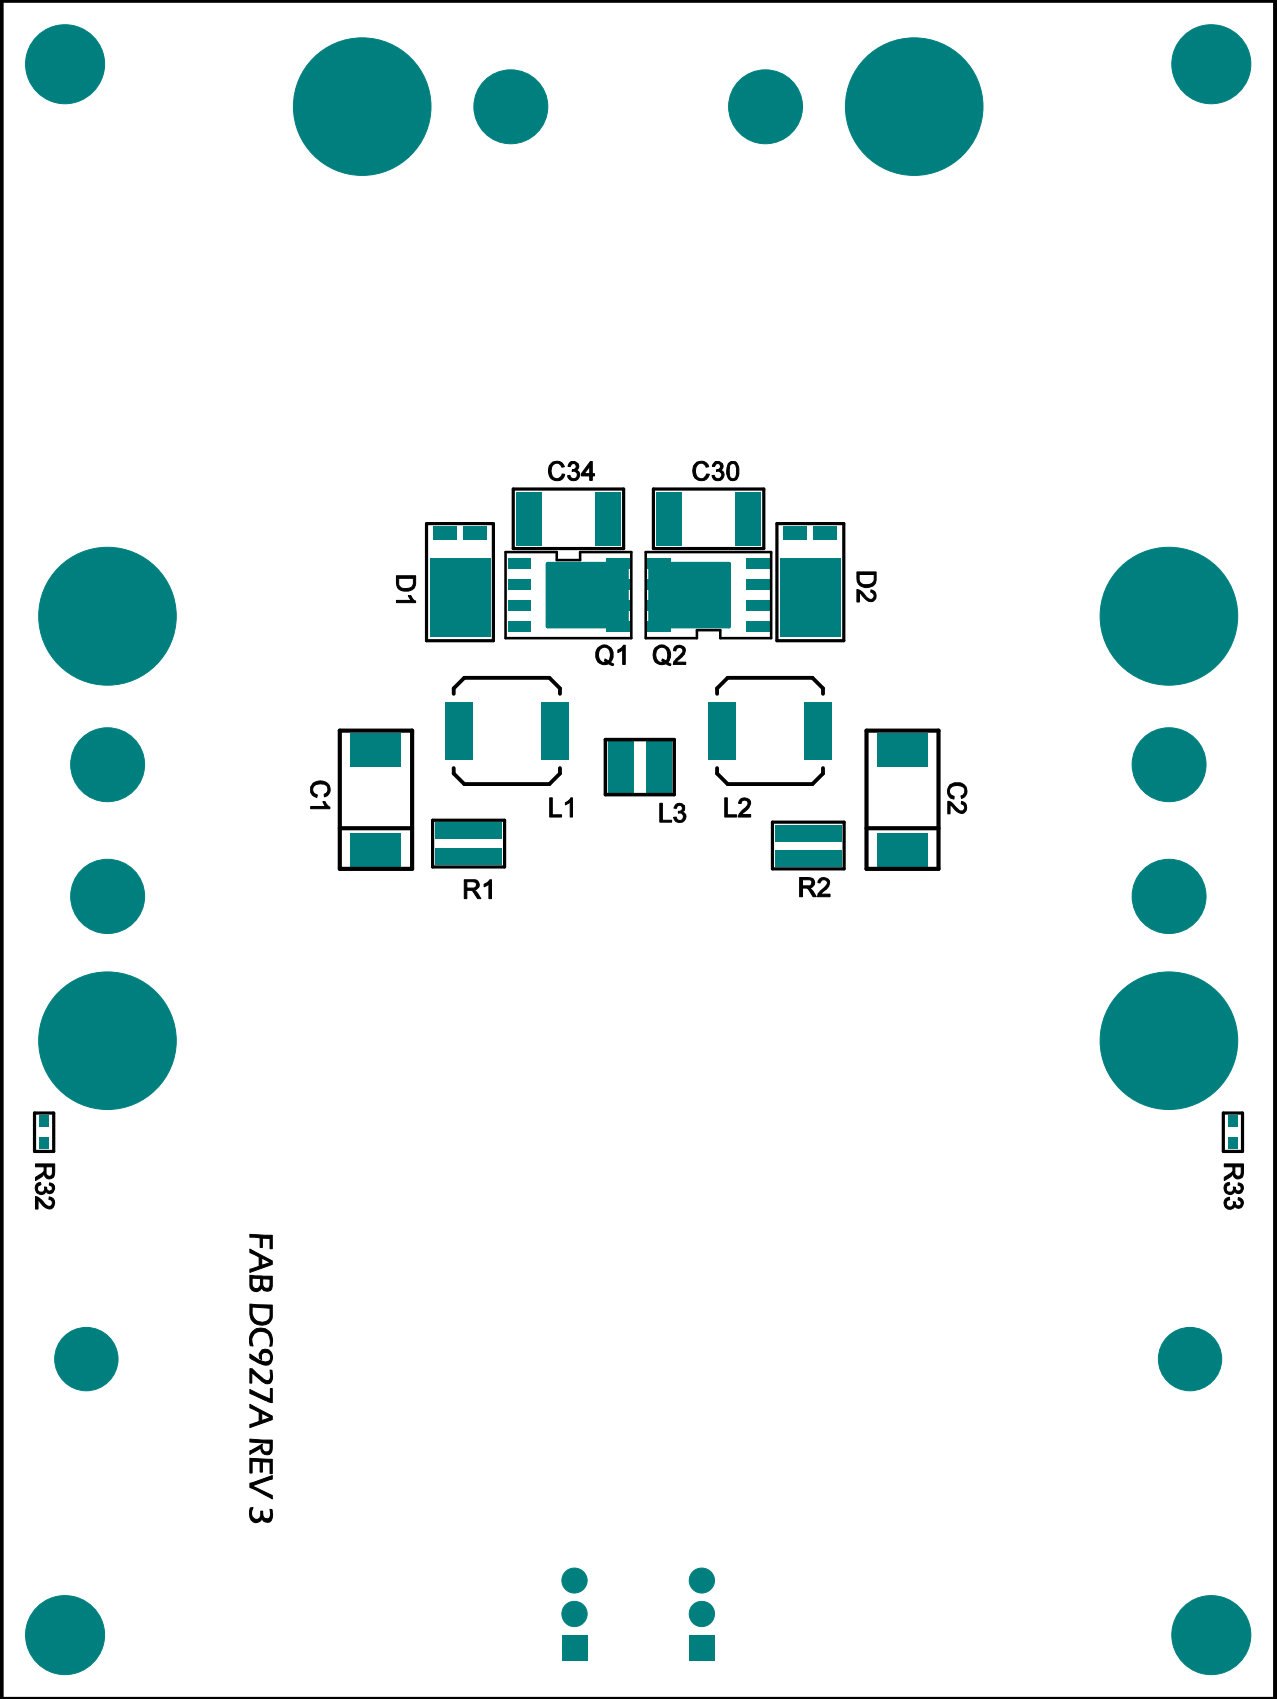 C34 C30
D1 D2
Q1 Q2
C1 L1 L3 L2 C2
R1 R2
R32 R33
FAB DC927A REV 3